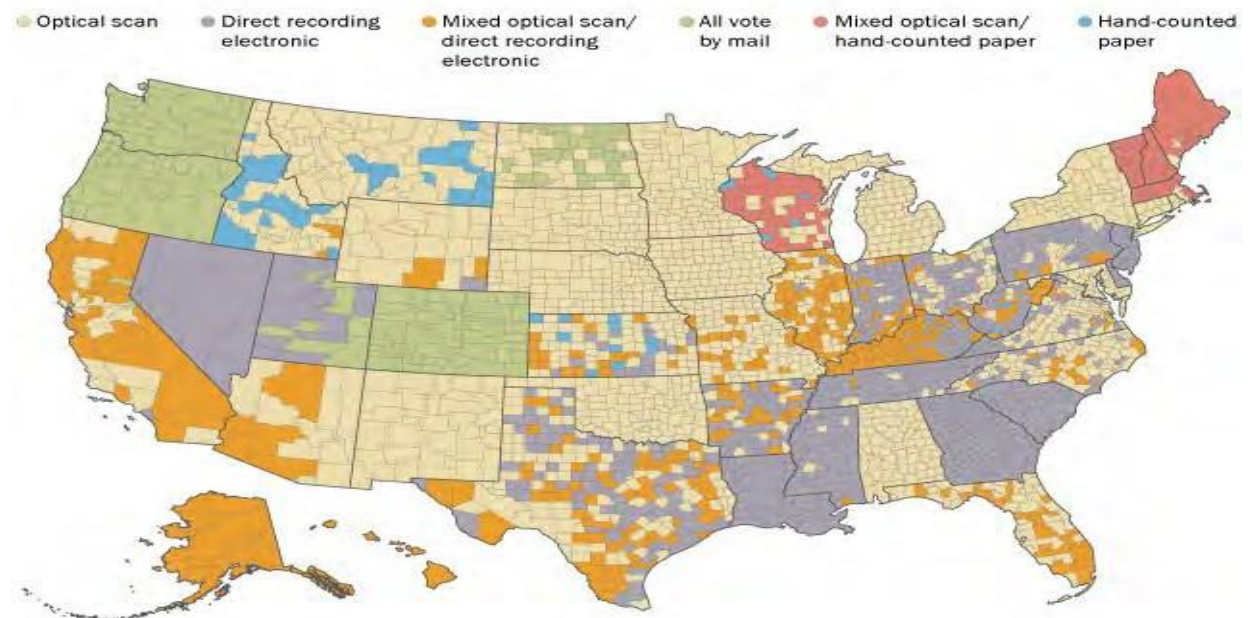 Optical scan
Direct recording
electronic
Mixed optical scan/
direct recording
electronic
All vote
by mail
Mixed optical scan/
hand-counted paper
Hand-counted
paper